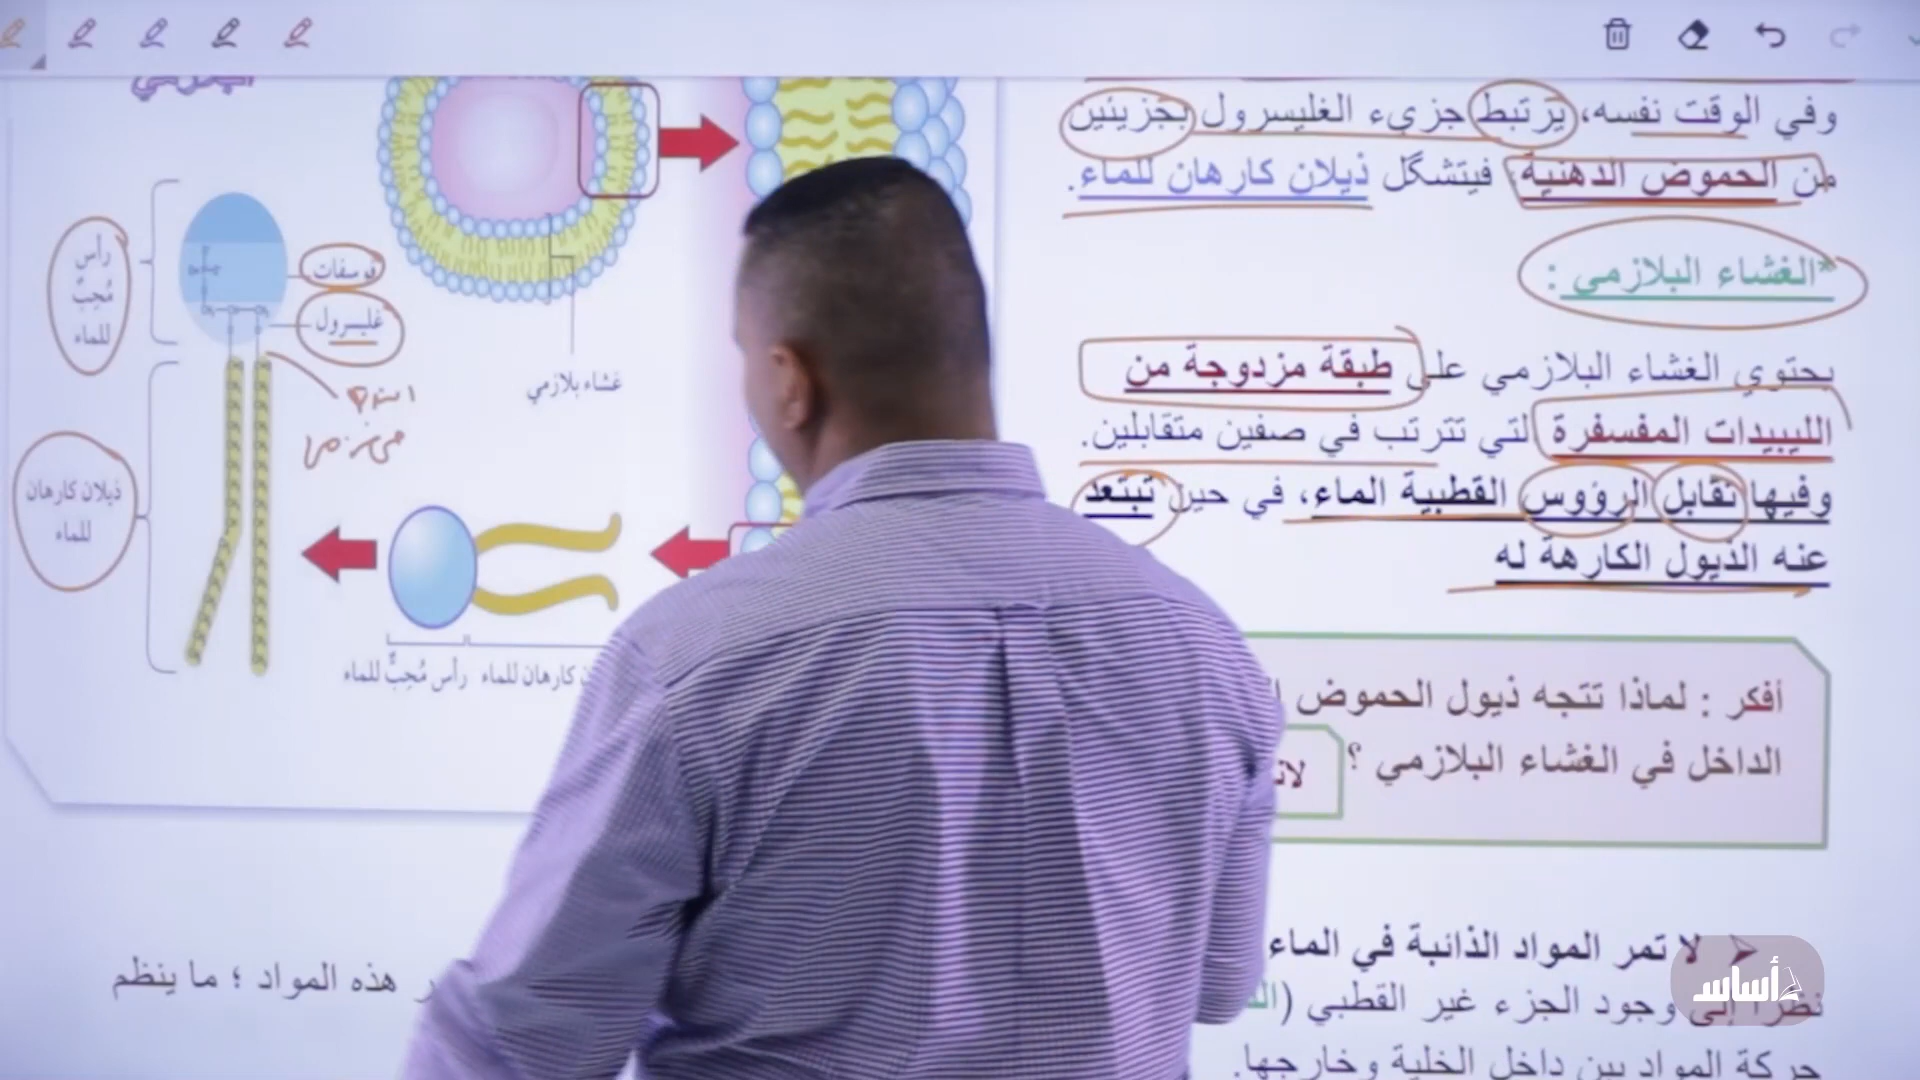 وفي الوقت نفسه، يرتبط جزيء الغليسرول بجزيئين
من الحموض الدهنية، فيتشكّل ذيلان كارهان للماء.
*الغشاء البلازمي :
يحتوي الغشاء البلازمي على طبقة مزدوجة من
الليبيدات المفسفرة التي تترتب في صفين متقابلين.
وفيها تقابل الرؤوس القطبية الماء، في حين تبتعد
عنه الذيول الكارهة له
أفكر : لماذا تتجه ذيول الحموض
الداخل في الغشاء البلازمي ؟
لا تمر المواد الذائبة في الماء
هذه المواد ؛ ما ينظم
نظرا إلى وجود الجزء غير القطبي
حركة المواد بين داخل الخلية وخارجها.
رأس
مُحِبٌّ
للماء
فوسفات
غليسرول
غشاء بلازمي
ذيلان كارهان
للماء
رأس مُحِبٌّ للماء
كارهان للماء
أساس